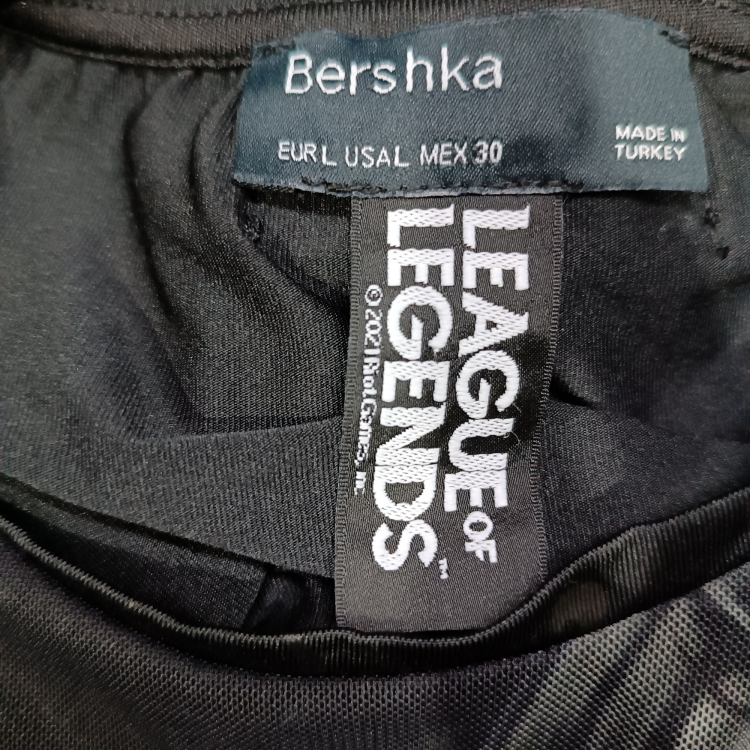 Bershka
EUR L USA L MEX 30
MADE IN
TURKEY
LEAGUE OF
LEGENDS™
© 2021 Riot Games, Inc.